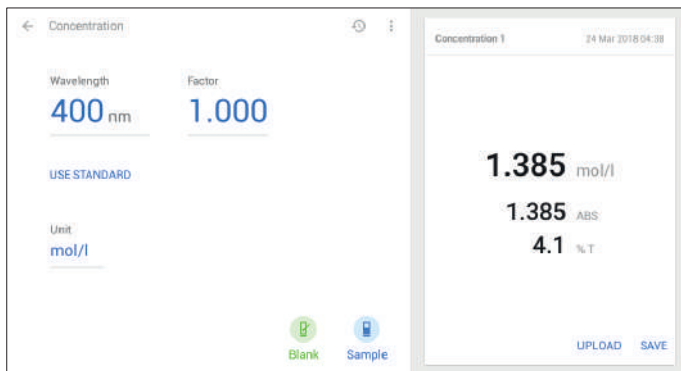 Concentration
Wavelength
400 nm
Factor
1.000
USE STANDARD
Unit
mol/l
Blank
Sample
Concentration 1
24 Mar 2018 04:38
1.385 mol/l
1.385 ABS
4.1 %T
UPLOAD SAVE